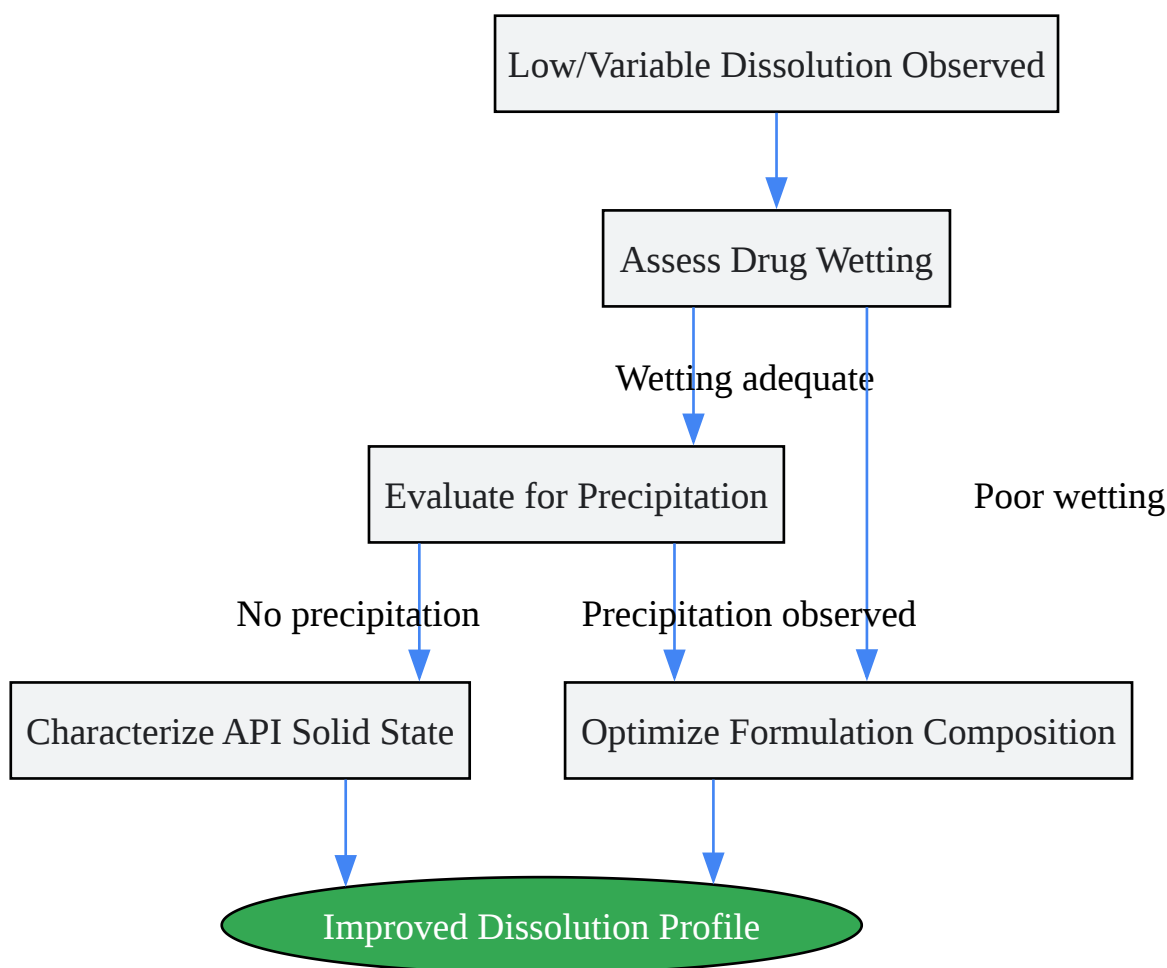 Low/Variable Dissolution Observed
Assess Drug Wetting
Wetting adequate
Evaluate for Precipitation
Poor wetting
No precipitation
Precipitation observed
Characterize API Solid State
Optimize Formulation Composition
Improved Dissolution Profile